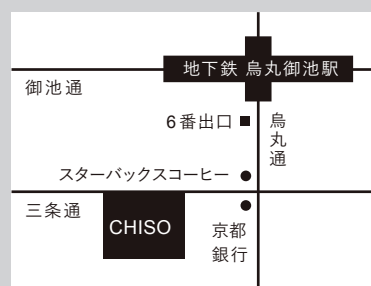 地下鉄 烏丸御池駅
御池通
6番出口
烏丸通
スターバックスコーヒー
三条通
CHISO
京都
銀行